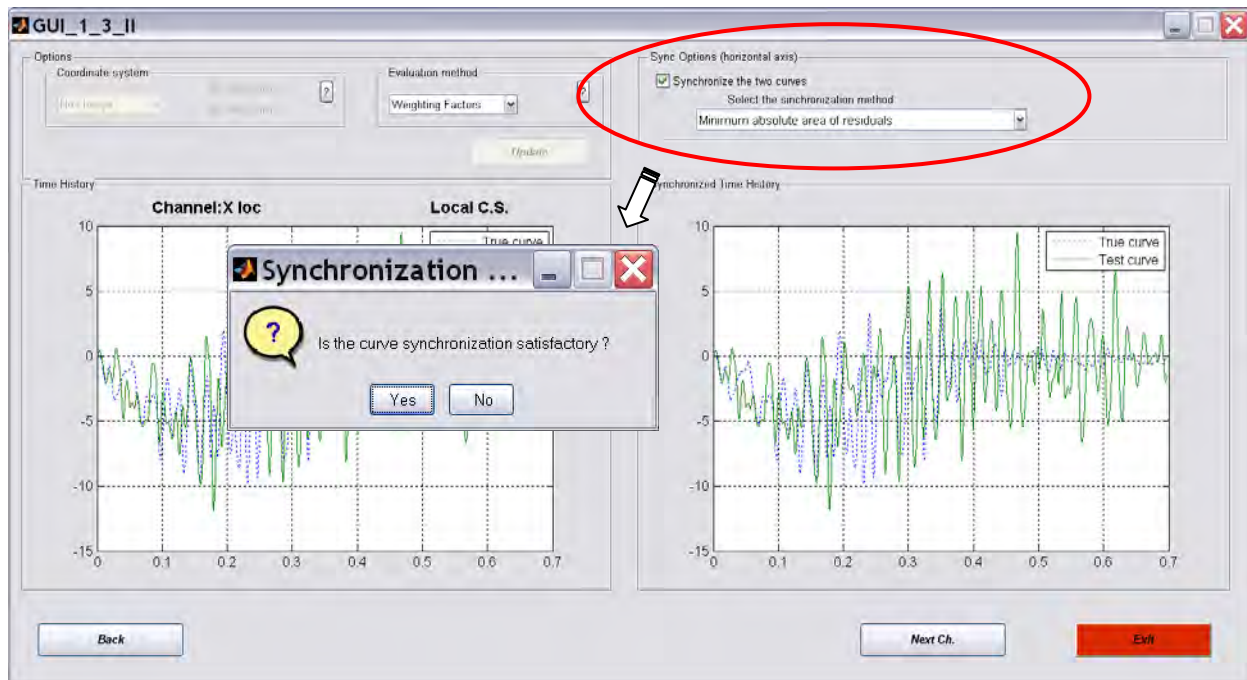 GUI_1_3_II
Options
Coordinate system
?
Evaluation method
Weighting Factors
?
Update
Sync Options (horizontal axis)
Synchronize the two curves
Select the sinchronization method
Minimum absolute area of residuals
Time History
Channel:X loc Local C.S.
True curve
10
5
0
-5
-10
-15
0 0.1 0.2 0.3 0.4 0.5 0.6 0.7
Synchronization ...
?
Is the curve synchronization satisfactory ?
Yes No
Synchronized Time History
True curve
Test curve
10
5
0
-5
-10
-15
0 0.1 0.2 0.3 0.4 0.5 0.6 0.7
Back
Next Ch.
Exit